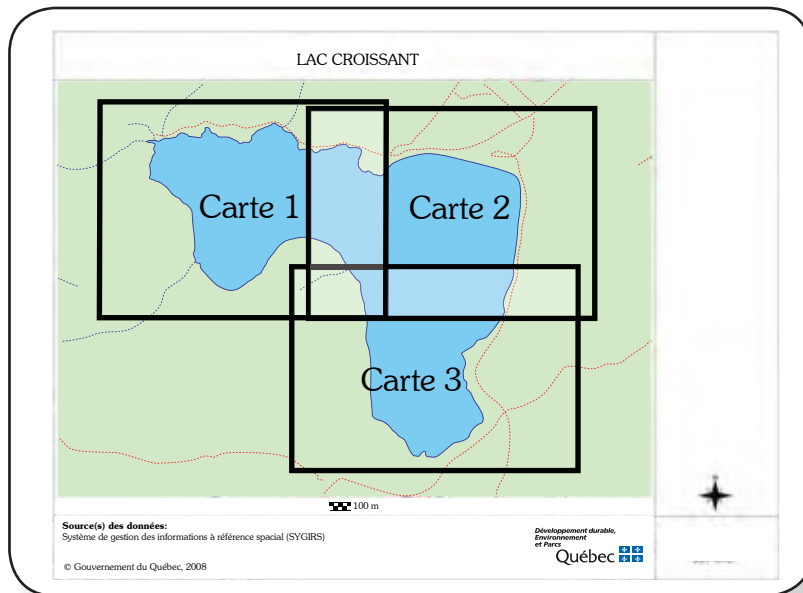 LAC CROISSANT
Carte 1
Carte 2
Carte 3
100 m
Source(s) des données:
Système de gestion des informations à référence spacial (SYGIRS)
© Gouvernement du Québec, 2008
Développement durable,
Environnement
et Parcs
Québec